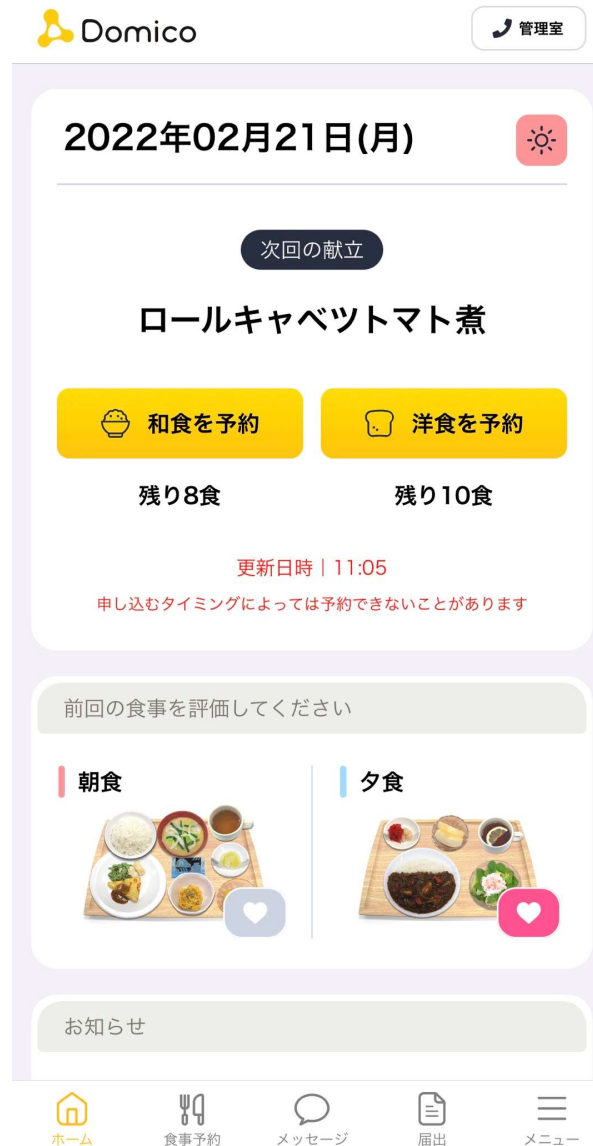 Domico
管理室
2022年02月21日(月)
次回の献立
ロールキャベツトマト煮
和食を予約
洋食を予約
残り8食
残り10食
更新日時｜11:05
申し込むタイミングによっては予約できないことがあります
前回の食事を評価してください
朝食
夕食
お知らせ
ホーム
食事予約
メッセージ
届出
メニュー